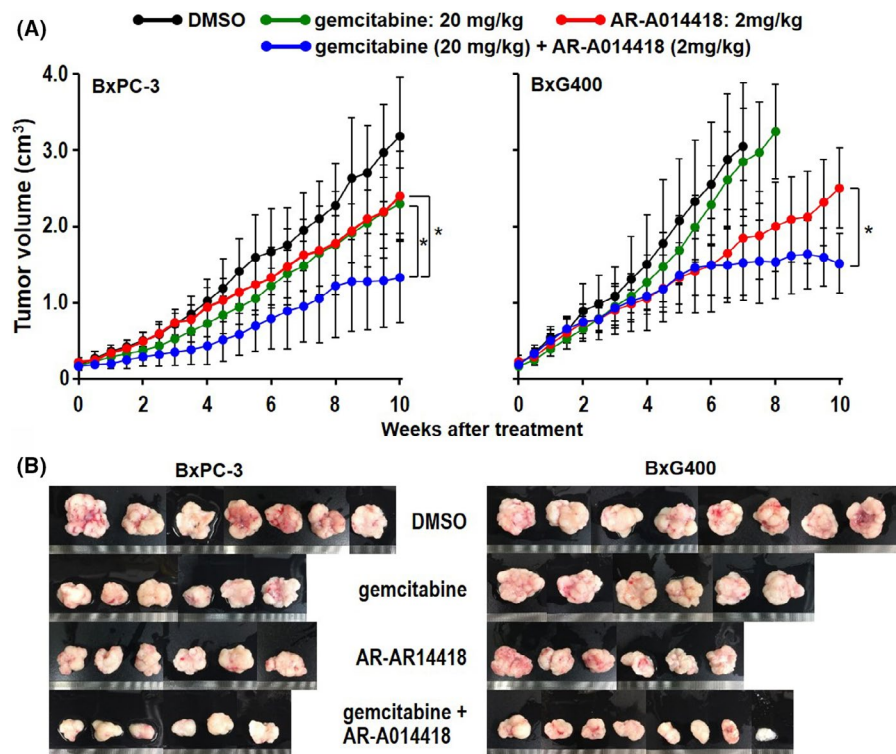 (A)
DMSO gemcitabine: 20 mg/kg AR-A014418: 2mg/kg
gemcitabine (20 mg/kg) + AR-A014418 (2mg/kg)
BxPC-3
BxG400
Tumor volume (cm³)
4.0
3.0
2.0
1.0
0
*
*
*
0 2 4 6 8 10
0 2 4 6 8 10
Weeks after treatment
(B)
BxPC-3
BxG400
DMSO
gemcitabine
AR-AR14418
gemcitabine +
AR-A014418